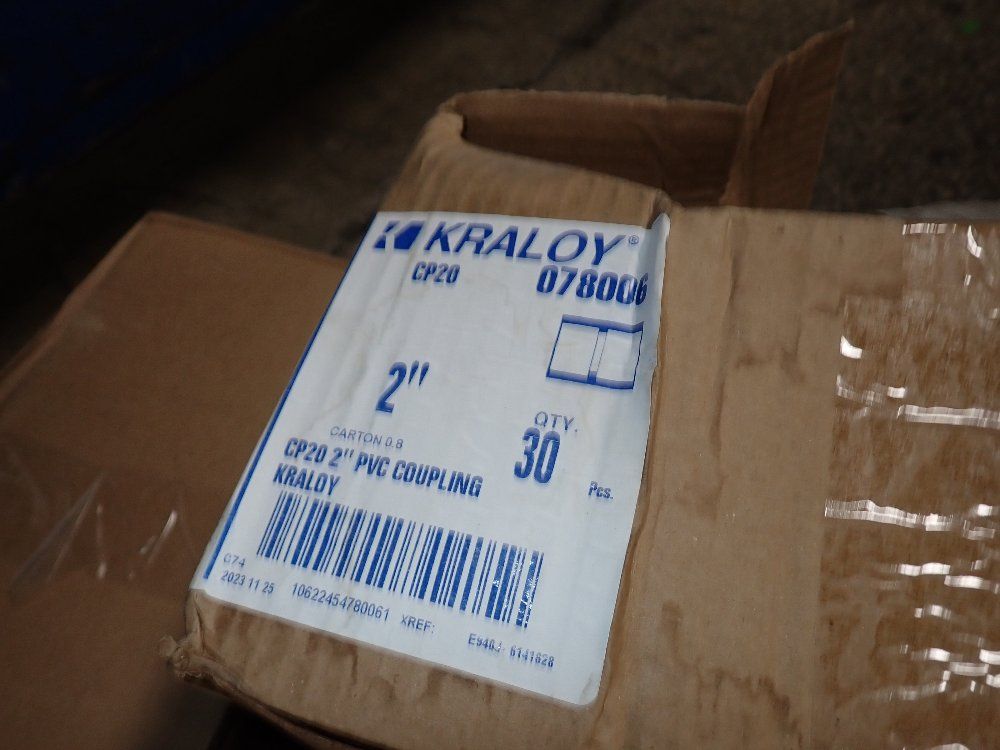 KRALOY®
CP20 078006
2"
QTY.
30
Pcs.
CARTON 0.8
CP20 2" PVC COUPLING
KRALOY
G74
2023 11 25 10622454780061 XREF: E940J- 6141628